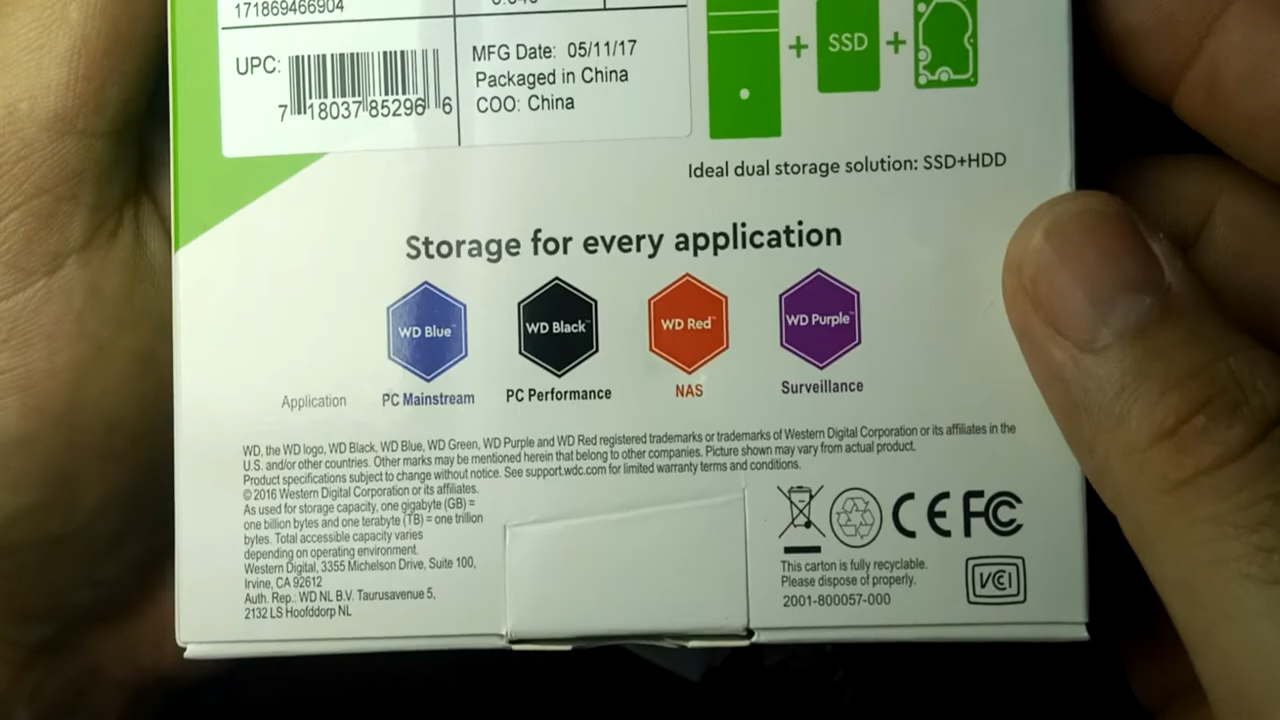 171869466904
UPC:
7 18037 85296 6
MFG Date: 05/11/17
Packaged in China
COO: China
+ SSD +
Ideal dual storage solution: SSD+HDD
Storage for every application
WD Blue™ WD Black™ WD Red™ WD Purple™
Application PC Mainstream PC Performance NAS Surveillance
WD, the WD logo, WD Black, WD Blue, WD Green, WD Purple and WD Red registered trademarks or trademarks of Western Digital Corporation or its affiliates in the
U.S. and/or other countries. Other marks may be mentioned herein that belong to other companies. Picture shown may vary from actual product.
Product specifications subject to change without notice. See support.wdc.com for limited warranty terms and conditions.
© 2016 Western Digital Corporation or its affiliates.
As used for storage capacity, one gigabyte (GB) =
one billion bytes and one terabyte (TB) = one trillion
bytes. Total accessible capacity varies
depending on operating environment.
Western Digital, 3355 Michelson Drive, Suite 100,
Irvine, CA 92612
Auth. Rep.: WD NL B.V. Taurusavenue 5,
2132 LS Hoofddorp NL
CE FC
This carton is fully recyclable.
Please dispose of properly.
2001-800057-000
VCI